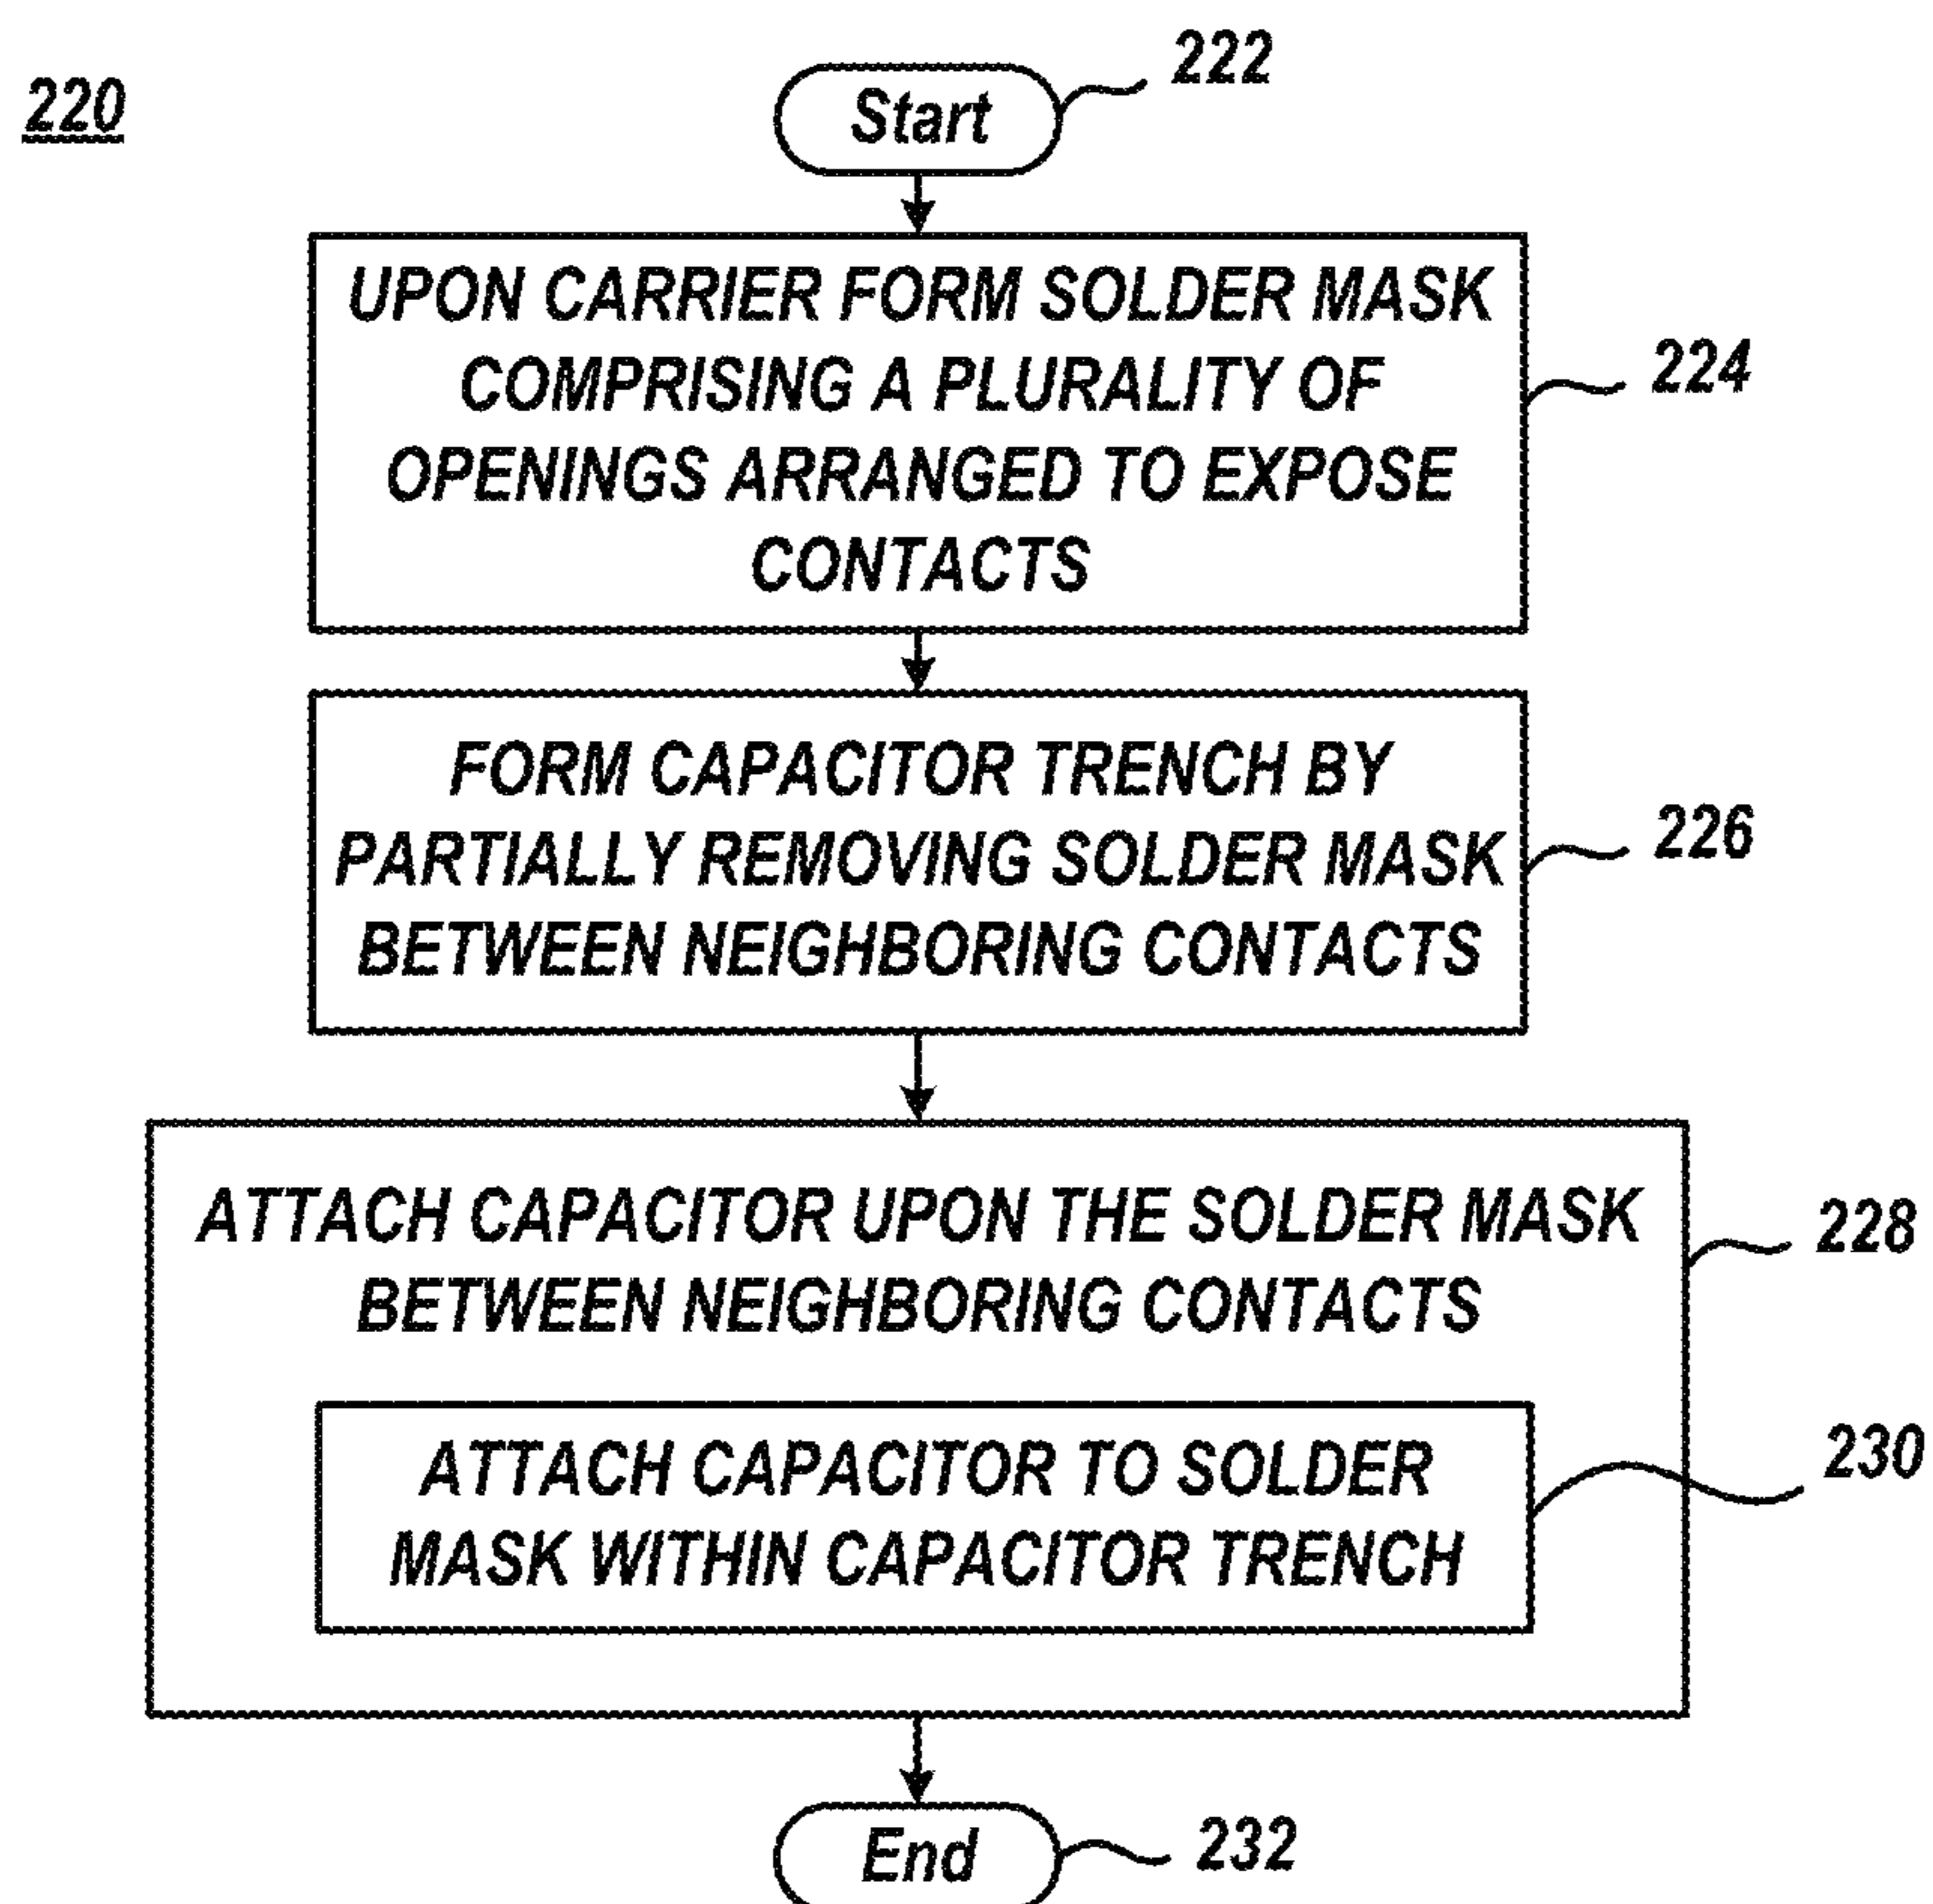 220
Start
222
UPON CARRIER FORM SOLDER MASK
COMPRISING A PLURALITY OF
OPENINGS ARRANGED TO EXPOSE
CONTACTS
224
FORM CAPACITOR TRENCH BY
PARTIALLY REMOVING SOLDER MASK
BETWEEN NEIGHBORING CONTACTS
226
ATTACH CAPACITOR UPON THE SOLDER MASK
BETWEEN NEIGHBORING CONTACTS
228
ATTACH CAPACITOR TO SOLDER
MASK WITHIN CAPACITOR TRENCH
230
End
232